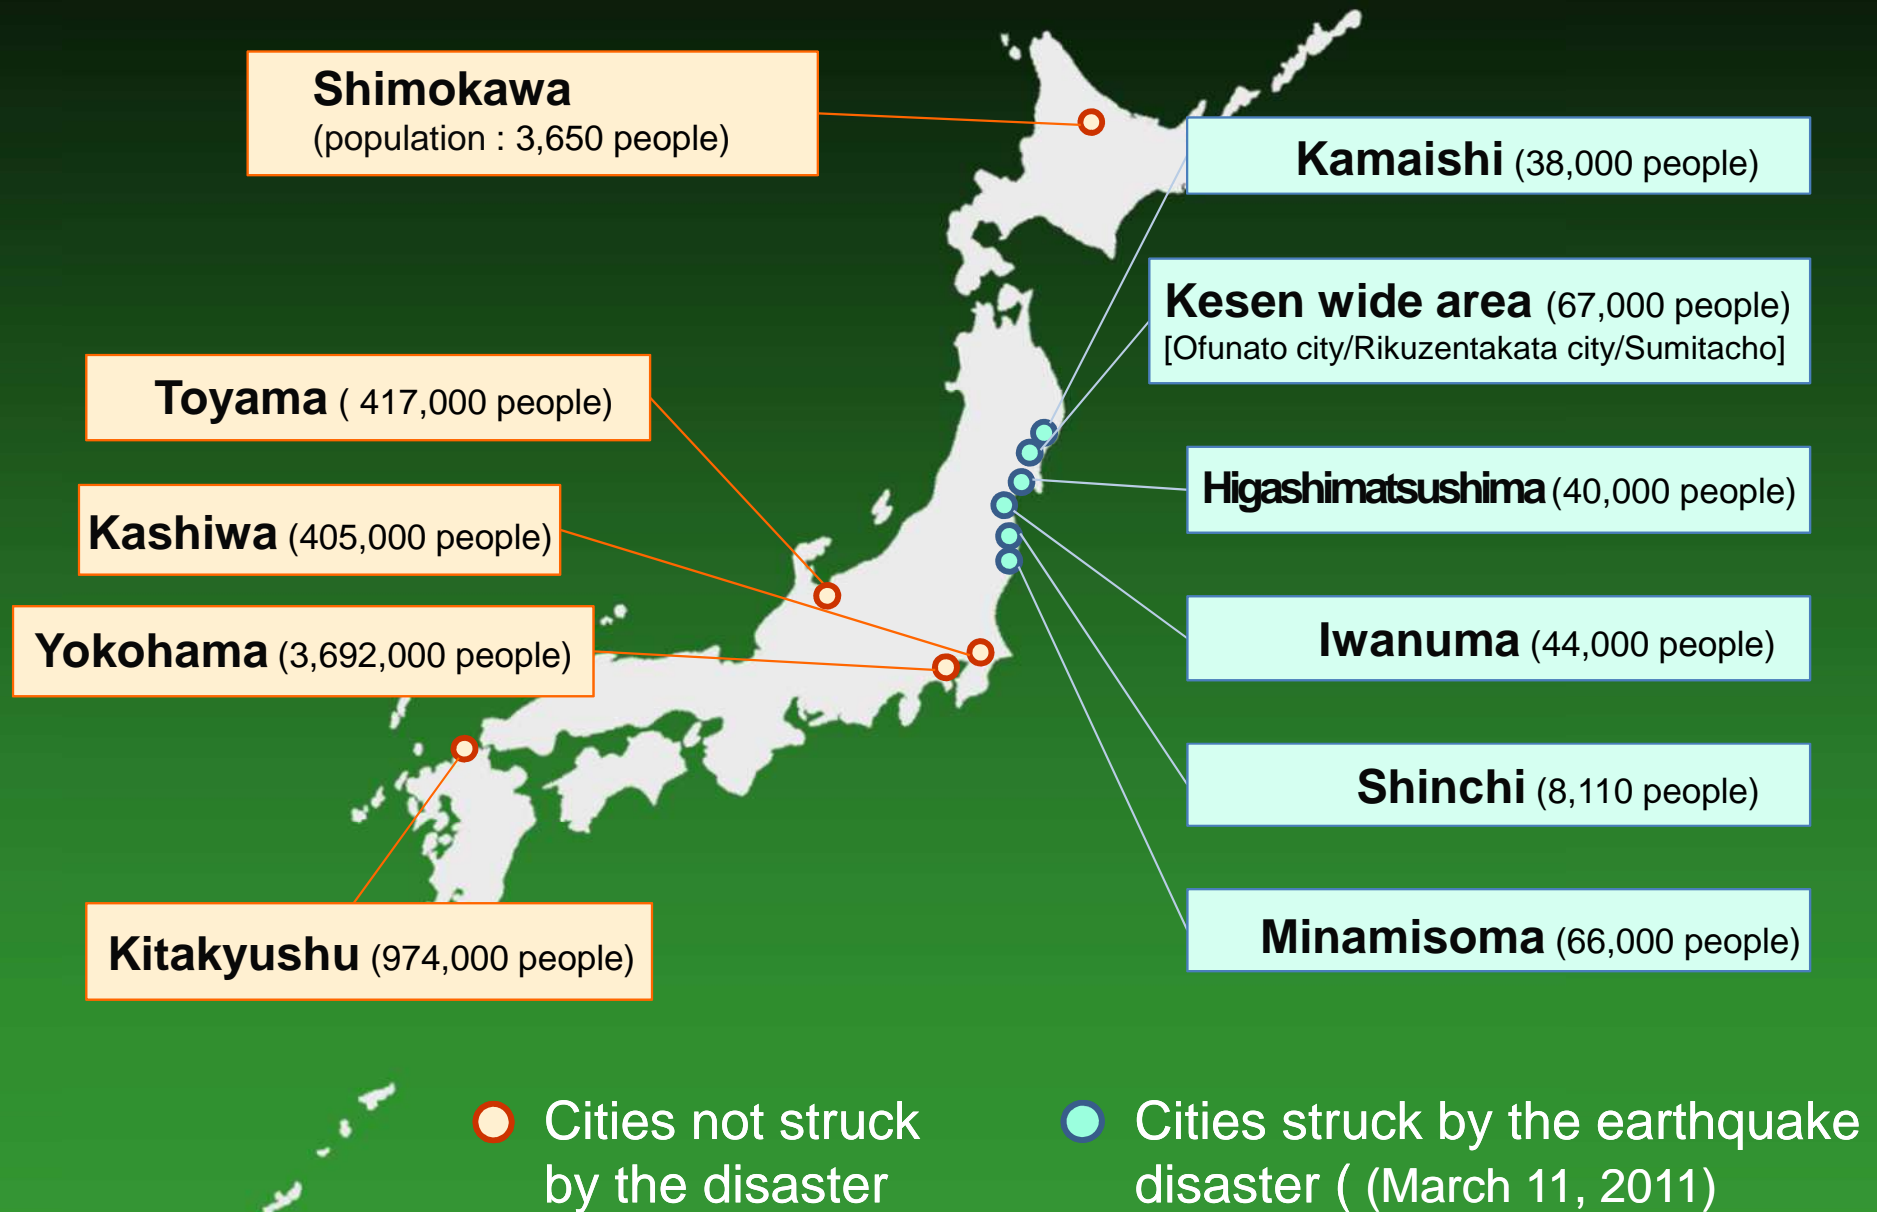 Shimokawa
(population : 3,650 people)
Kamaishi (38,000 people)
Kesen wide area (67,000 people)
[Ofunato city/Rikuzentakata city/Sumitacho]
Toyama ( 417,000 people)
Higashimatsushima (40,000 people)
Kashiwa (405,000 people)
Yokohama (3,692,000 people)
Iwanuma (44,000 people)
Shinchi (8,110 people)
Kitakyushu (974,000 people)
Minamisoma (66,000 people)
Cities not struck
by the disaster
Cities struck by the earthquake
disaster ( (March 11, 2011)